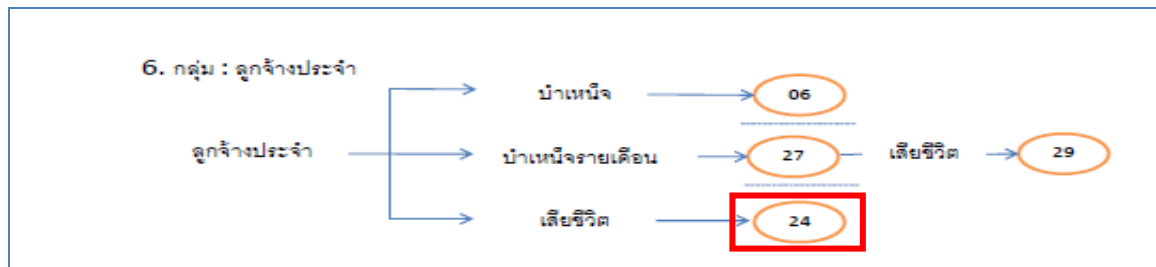 6. กลุ่ม : ลูกจ้างประจำ
บำเหน็จ 06
ลูกจ้างประจำ บำเหน็จรายเดือน 27 เสียชีวิต 29
เสียชีวิต 24